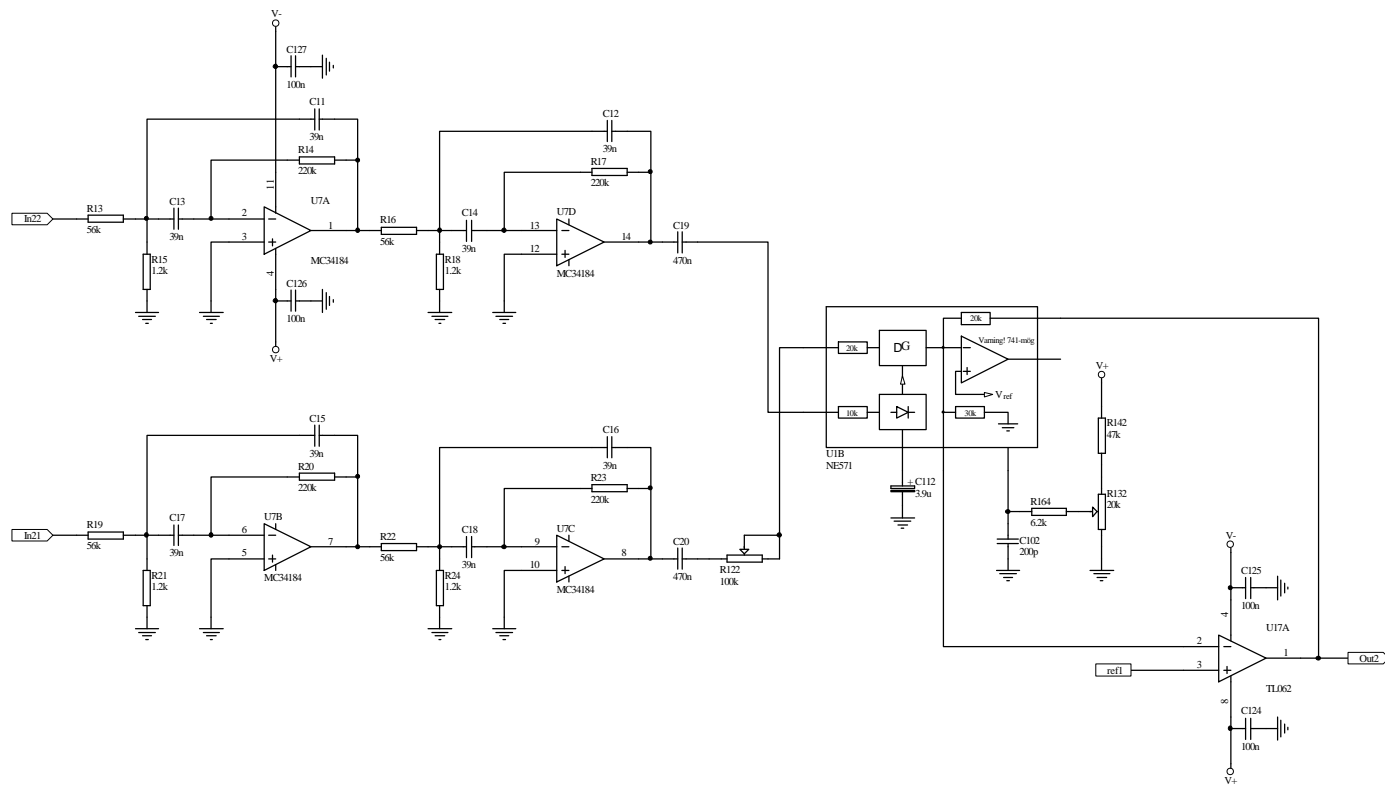 V-
C127
100n
C11
39n
R14
220k
11
U7A
In22
R13
56k
C13
39n
2
3
1
MC34184
4
R15
1.2k
C126
100n
V+
C12
39n
R17
220k
R16
56k
C14
39n
U7D
13
12
14
MC34184
R18
1.2k
C19
470n
20k
DG
20k
Varning! 741-mög
Vref
10k
30k
U1B
NE571
C112
3.9u
+
V+
R142
47k
R132
20k
R164
6.2k
C102
200p
C15
39n
R20
220k
In21
R19
56k
C17
39n
U7B
6
5
7
MC34184
R21
1.2k
C16
39n
R23
220k
R22
56k
C18
39n
U7C
9
10
8
MC34184
R24
1.2k
C20
470n
R122
100k
V-
C125
100n
4
U17A
2
3
1
ref1
Out2
TL062
8
C124
100n
V+